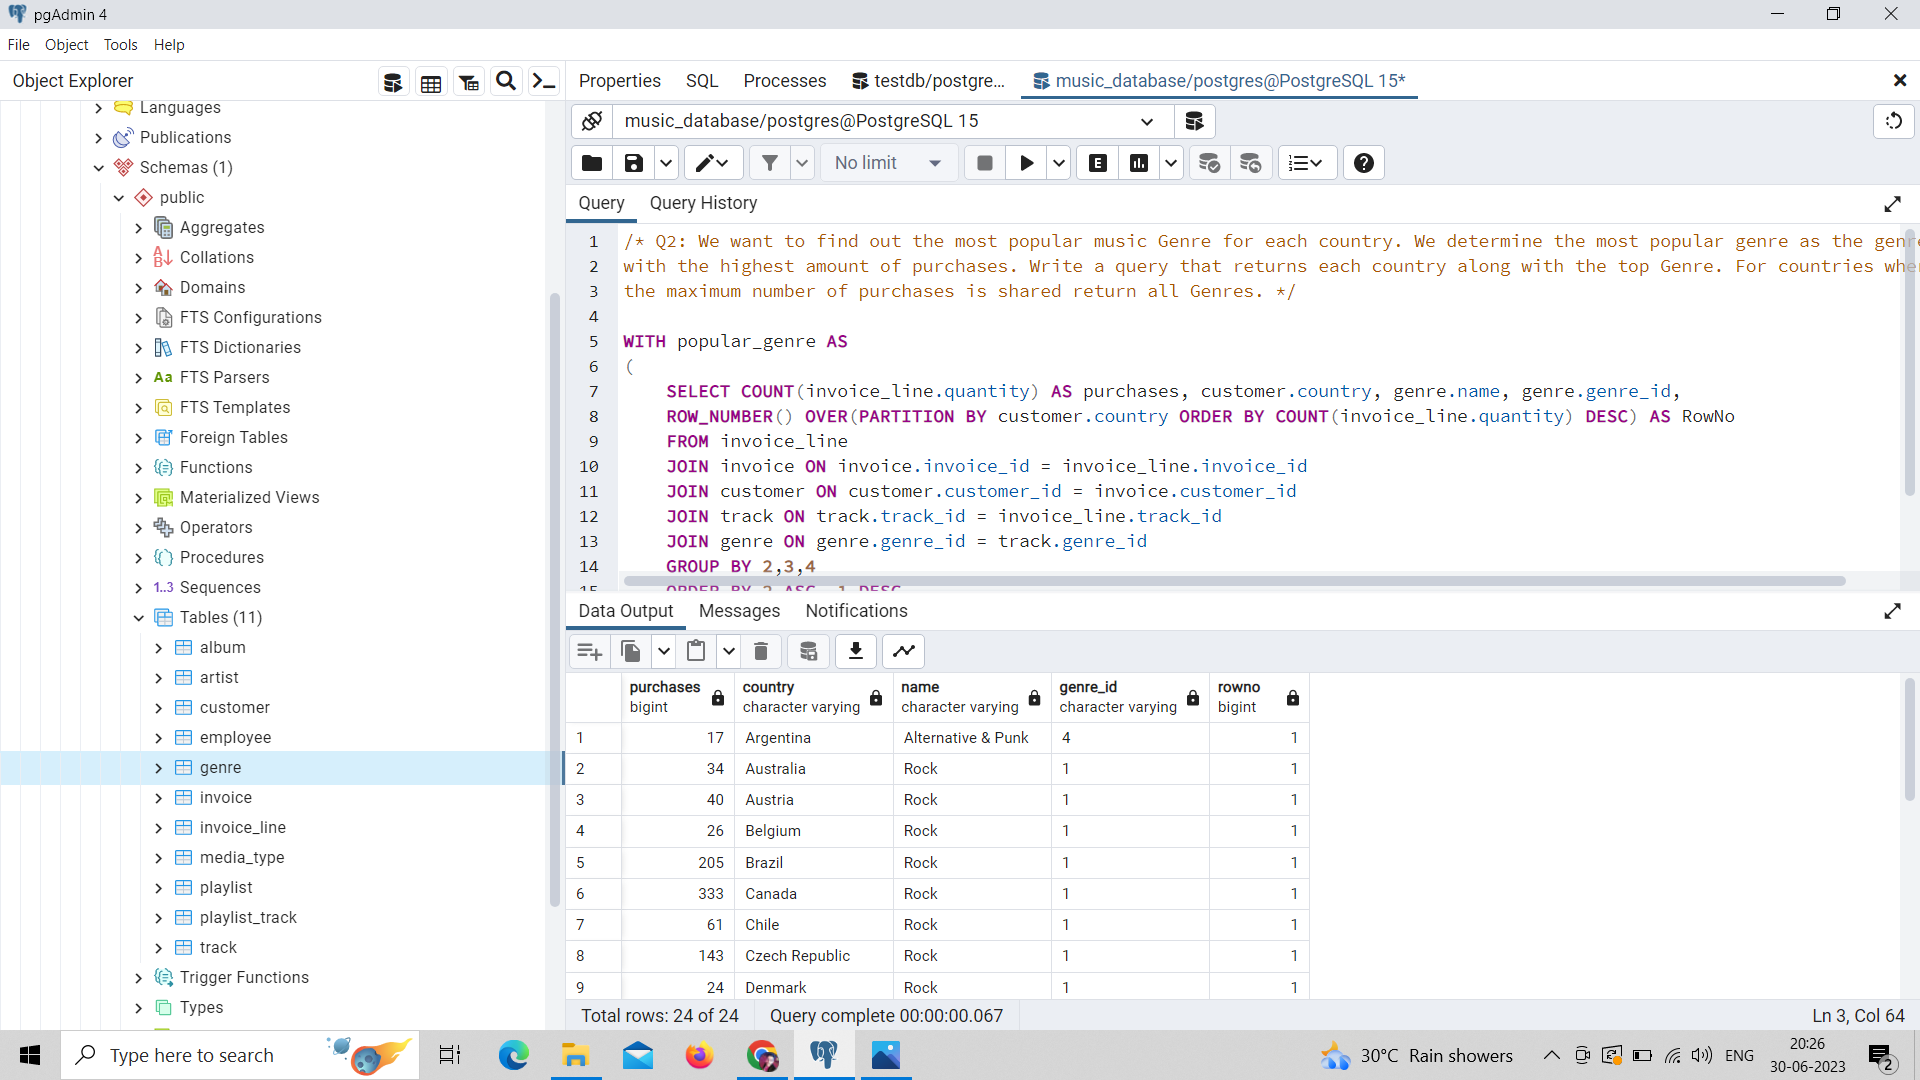 pgAdmin 4
File Object Tools Help
Object Explorer
Properties SQL Processes testdb/postgre... music_database/postgres@PostgreSQL 15*
Languages
Publications
Schemas (1)
public
Aggregates
Collations
Domains
FTS Configurations
FTS Dictionaries
Aa FTS Parsers
FTS Templates
Foreign Tables
Functions
Materialized Views
Operators
Procedures
1..3 Sequences
Tables (11)
album
artist
customer
employee
genre
invoice
invoice_line
media_type
playlist
playlist_track
track
Trigger Functions
Types
music_database/postgres@PostgreSQL 15
No limit E
Query Query History
1 /* Q2: We want to find out the most popular music Genre for each country. We determine the most popular genre as the genre
2 with the highest amount of purchases. Write a query that returns each country along with the top Genre. For countries whe
3 the maximum number of purchases is shared return all Genres. */
4
5 WITH popular_genre AS
6 (
7 SELECT COUNT(invoice_line.quantity) AS purchases, customer.country, genre.name, genre.genre_id,
8 ROW_NUMBER() OVER(PARTITION BY customer.country ORDER BY COUNT(invoice_line.quantity) DESC) AS RowNo
9 FROM invoice_line
10 JOIN invoice ON invoice.invoice_id = invoice_line.invoice_id
11 JOIN customer ON customer.customer_id = invoice.customer_id
12 JOIN track ON track.track_id = invoice_line.track_id
13 JOIN genre ON genre.genre_id = track.genre_id
14 GROUP BY 2,3,4
15 ORDER BY 2 ASC, 1 DESC
Data Output Messages Notifications
purchases country name genre_id rowno
bigint character varying character varying character varying bigint
1 17 Argentina Alternative & Punk 4 1
2 34 Australia Rock 1 1
3 40 Austria Rock 1 1
4 26 Belgium Rock 1 1
5 205 Brazil Rock 1 1
6 333 Canada Rock 1 1
7 61 Chile Rock 1 1
8 143 Czech Republic Rock 1 1
9 24 Denmark Rock 1 1
Total rows: 24 of 24 Query complete 00:00:00.067 Ln 3, Col 64
Type here to search 30°C Rain showers ENG 20:26
30-06-2023 2